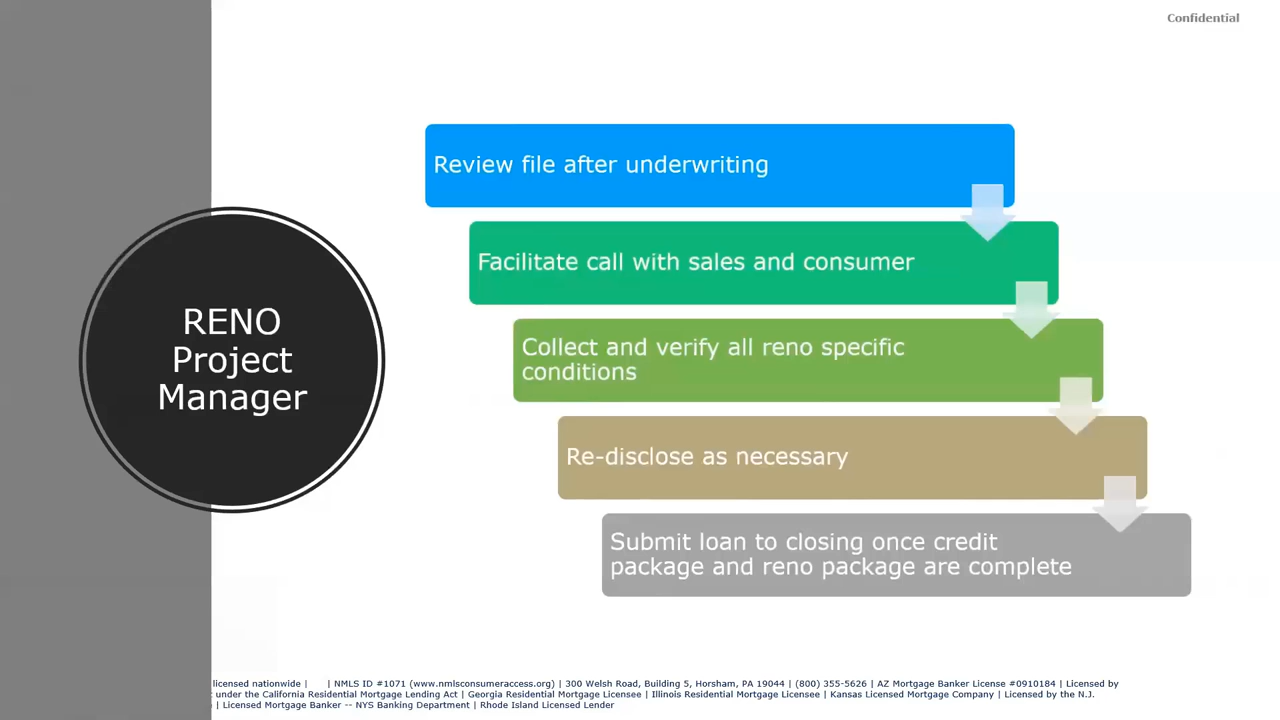 Confidential
Review file after underwriting
Facilitate call with sales and consumer
Collect and verify all reno specific
conditions
Re-disclose as necessary
Submit loan to closing once credit
package and reno package are complete
RENO
Project
Manager
licensed nationwide | | NMLS ID #1071 (www.nmlsconsumeraccess.org) | 300 Welsh Road, Building 5, Horsham, PA 19044 | (800) 355-5626 | AZ Mortgage Banker License #0910184 | Licensed by
under the California Residential Mortgage Lending Act | Georgia Residential Mortgage Licensee | Illinois Residential Mortgage Licensee | Kansas Licensed Mortgage Company | Licensed by the N.J.
| Licensed Mortgage Banker -- NYS Banking Department | Rhode Island Licensed Lender